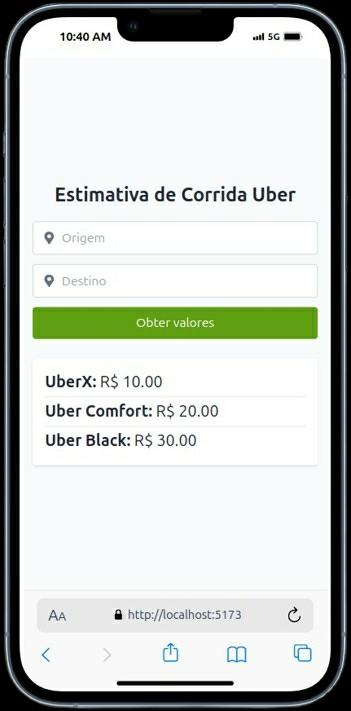 10:40 AM 5G
Estimativa de Corrida Uber
Origem
Destino
Obter valores
UberX: R$ 10.00
Uber Comfort: R$ 20.00
Uber Black: R$ 30.00
AA http://localhost:5173